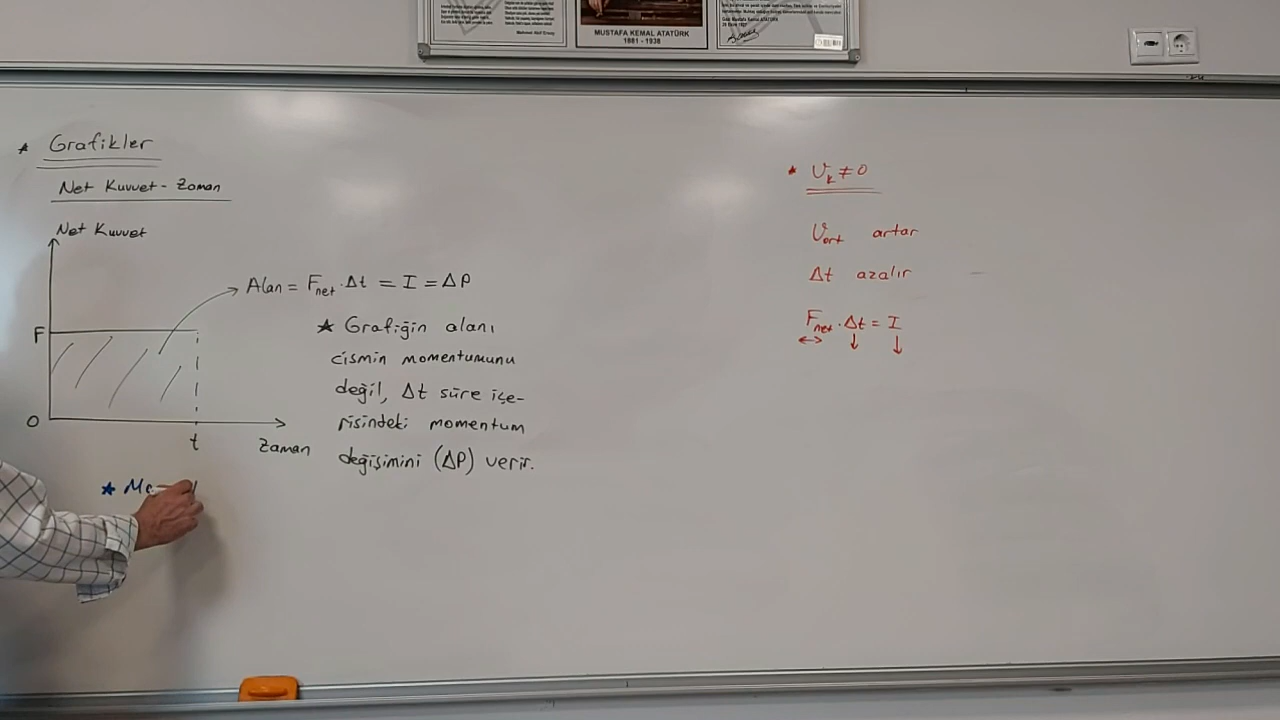 MUSTAFA KEMAL ATATÜRK
1881 - 1938
* Grafikler
Net Kuvvet - Zaman
Net Kuvvet
F
0
t
Zaman
Alan = Fnet · Δt = I = ΔP
★ Grafiğin alanı
cismin momentumunu
değil, Δt süre içe-
risindeki momentum
değişimini (ΔP) verir.
★ Mo
* Vk ≠ 0
Vort artar
Δt azalır
Fnet · Δt = I
↔ ↓ ↓